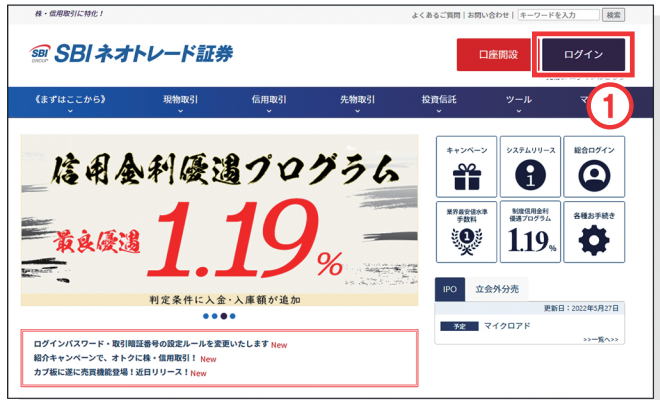 株・信用取引に特化！
よくあるご質問 | お問い合わせ | キーワードを入力 検索
SBI GROUP SBI ネオトレード証券
口座開設 ログイン
1
《まずはここから》 現物取引 信用取引 先物取引 投資信託 ツール マ
信用金利優遇プログラム
最良優遇 1.19%
判定条件に入金・入庫額が追加
キャンペーン システムリリース 総合ログイン
業界最安値水準 手数料 制度信用金利 優遇プログラム 1.19% 各種お手続き
IPO 立会外分売
更新日：2022年5月27日
予定 マイクロアド
>>一覧へ>>
ログインパスワード・取引暗証番号の設定ルールを変更いたします New
紹介キャンペーンで、オトクに株・信用取引！ New
カブ板に遂に売買機能登場！近日リリース！New